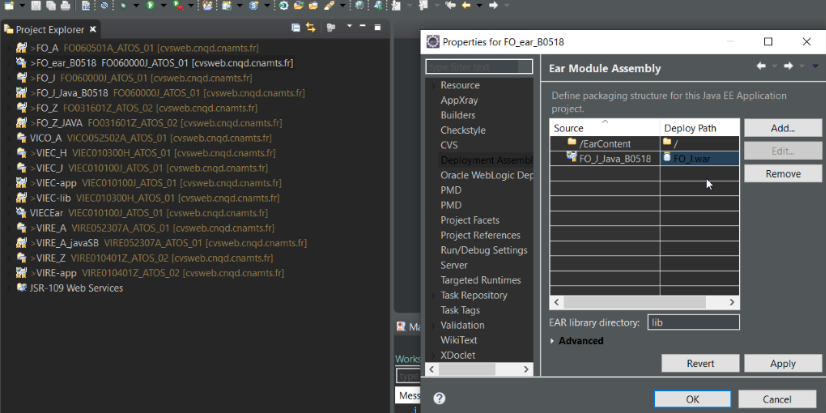 Project Explorer
>FO_A FO060501A_ATOS_01 [cvsweb.cnqd.cnamts.fr]
>FO_ear_B0518 FO060000J_ATOS_01 [cvsweb.cnqd.cnamts.fr]
>FO_J FO060000J_ATOS_01 [cvsweb.cnqd.cnamts.fr]
>FO_J_Java_B0518 FO060000J_ATOS_01 [cvsweb.cnqd.cnamts.fr]
>FO_Z FO031601Z_ATOS_02 [cvsweb.cnqd.cnamts.fr]
>FO_Z_JAVA FO031601Z_ATOS_02 [cvsweb.cnqd.cnamts.fr]
VICO_A VICO052502A_ATOS_01 [cvsweb.cnqd.cnamts.fr]
>VIEC_H VIEC010300H_ATOS_01 [cvsweb.cnqd.cnamts.fr]
>VIEC_J VIEC010100J_ATOS_01 [cvsweb.cnqd.cnamts.fr]
>VIEC-app VIEC010100J_ATOS_01 [cvsweb.cnqd.cnamts.fr]
>VIEC-lib VIEC010300H_ATOS_01 [cvsweb.cnqd.cnamts.fr]
VIECEar VIEC010100J_ATOS_01 [cvsweb.cnqd.cnamts.fr]
>VIRE_A VIRE052307A_ATOS_01 [cvsweb.cnqd.cnamts.fr]
>VIRE_A_javaSB VIRE052307A_ATOS_01 [cvsweb.cnqd.cnamts.fr]
>VIRE_Z VIRE010401Z_ATOS_02 [cvsweb.cnqd.cnamts.fr]
>VIRE-app VIRE010401Z_ATOS_02 [cvsweb.cnqd.cnamts.fr]
JSR-109 Web Services
Ma
Works
type
Mess
Properties for FO_ear_B0518
type filter text
Resource
AppXray
Builders
Checkstyle
CVS
Deployment Assembl
Oracle WebLogic Dep
PMD
PMD
Project Facets
Project References
Run/Debug Settings
Server
Targeted Runtimes
Task Repository
Task Tags
Validation
WikiText
XDoclet
Ear Module Assembly
Define packaging structure for this Java EE Application
project.
Source Deploy Path
/EarContent /
FO_J_Java_B0518 FO_J.war
Add...
Edit...
Remove
EAR library directory: lib
Advanced
Revert Apply
OK Cancel